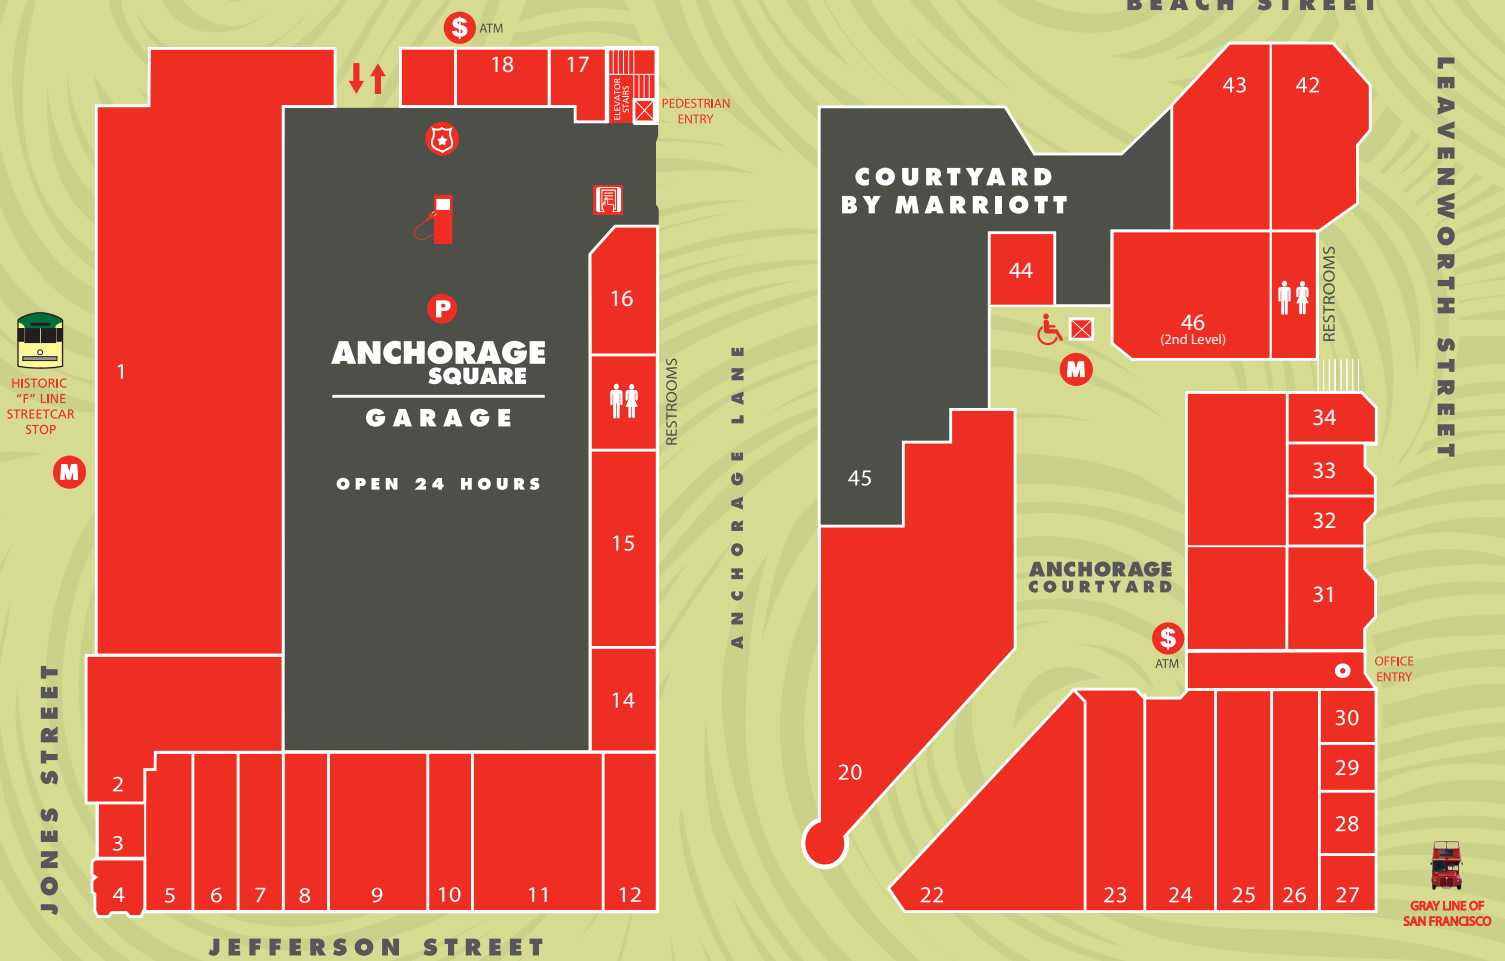 BEACH STREET
$ ATM
18
17
ELEVATOR
STAIRS
PEDESTRIAN
ENTRY
43
42
LEAVENWORTH STREET
COURTYARD
BY MARRIOTT
44
46
(2nd Level)
RESTROOMS
16
P
ANCHORAGE
SQUARE
GARAGE
OPEN 24 HOURS
1
HISTORIC
"F" LINE
STREETCAR
STOP
M
RESTROOMS
ANCHORAGE LANE
M
34
33
32
31
45
15
ANCHORAGE
COURTYARD
$
ATM
OFFICE
ENTRY
14
30
29
28
27
20
JONES STREET
2
3
4
5
6
7
8
9
10
11
12
22
23
24
25
26
GRAY LINE OF
SAN FRANCISCO
JEFFERSON STREET